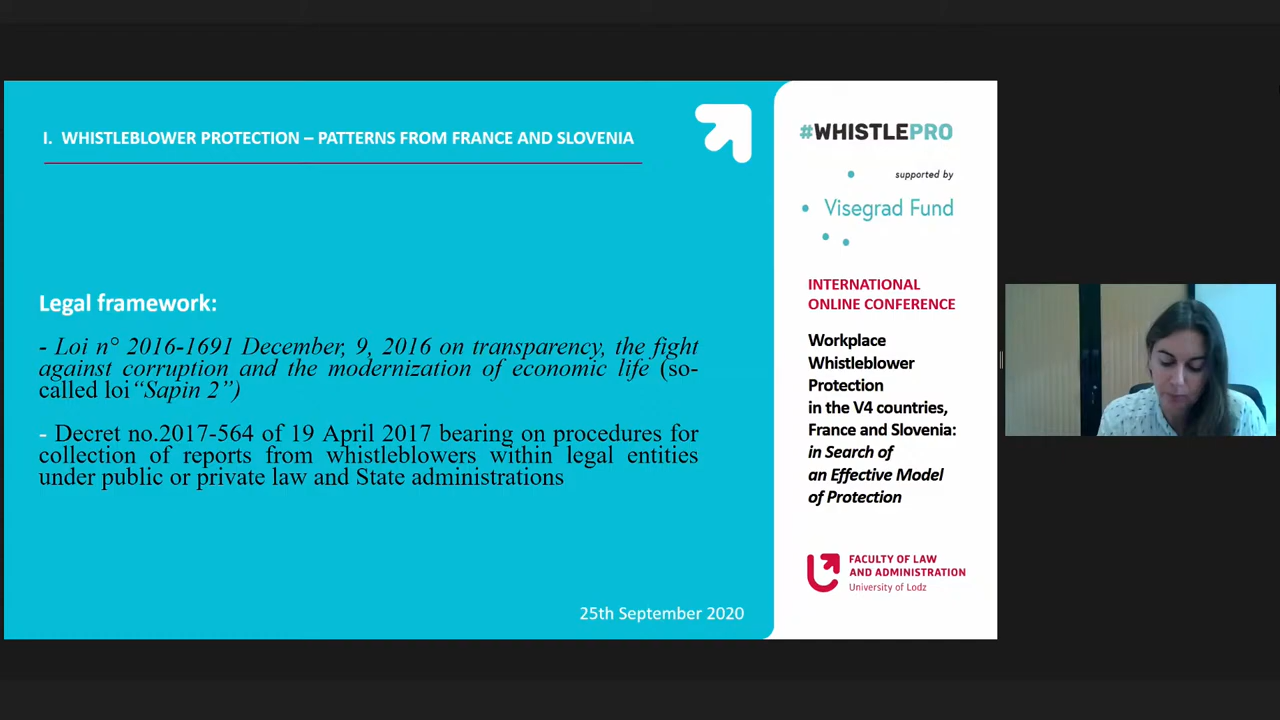 I. WHISTLEBLOWER PROTECTION – PATTERNS FROM FRANCE AND SLOVENIA
Legal framework:
- Loi n° 2016-1691 December, 9, 2016 on transparency, the fight
against corruption and the modernization of economic life (so-
called loi“Sapin 2”)
- Decret no.2017-564 of 19 April 2017 bearing on procedures for
collection of reports from whistleblowers within legal entities
under public or private law and State administrations
25th September 2020
#WHISTLEPRO
supported by
Visegrad Fund
INTERNATIONAL
ONLINE CONFERENCE
Workplace
Whistleblower
Protection
in the V4 countries,
France and Slovenia:
in Search of
an Effective Model
of Protection
FACULTY OF LAW
AND ADMINISTRATION
University of Lodz